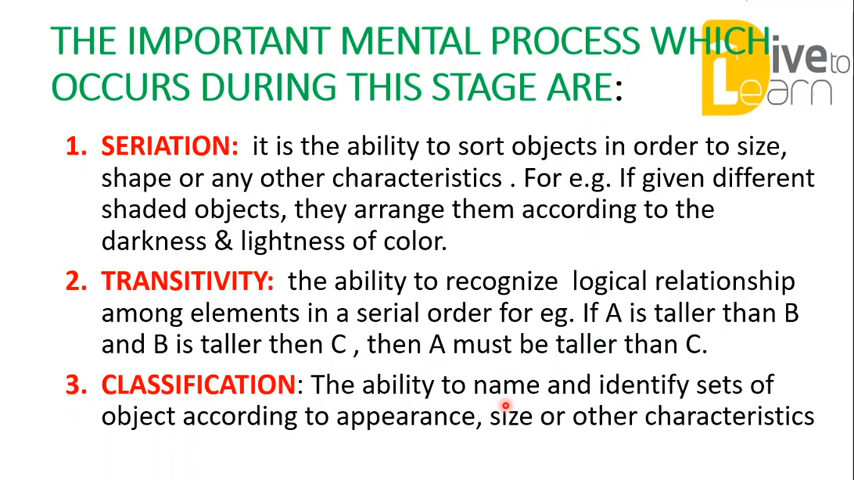 THE IMPORTANT MENTAL PROCESS WHICH
OCCURS DURING THIS STAGE ARE:
Live to
Learn
1. SERIATION: it is the ability to sort objects in order to size,
shape or any other characteristics . For e.g. If given different
shaded objects, they arrange them according to the
darkness & lightness of color.
2. TRANSITIVITY: the ability to recognize logical relationship
among elements in a serial order for eg. If A is taller than B
and B is taller then C , then A must be taller than C.
3. CLASSIFICATION: The ability to name and identify sets of
object according to appearance, size or other characteristics